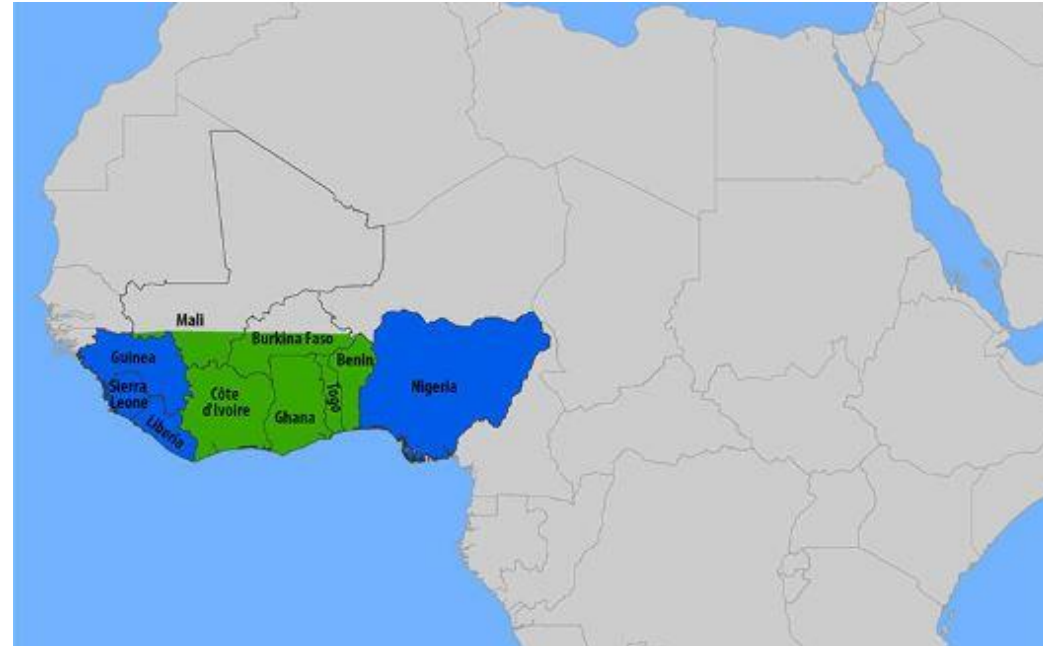 Mali
Burkina Faso
Guinea
Benin
Sierra
Leone
Côte
d'Ivoire
Togo
Nigeria
Ghana
Liberia